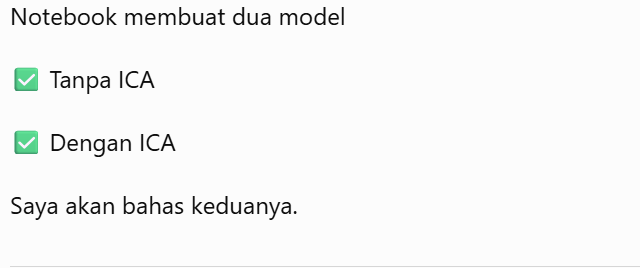 Notebook membuat dua model
✅ Tanpa ICA
✅ Dengan ICA
Saya akan bahas keduanya.